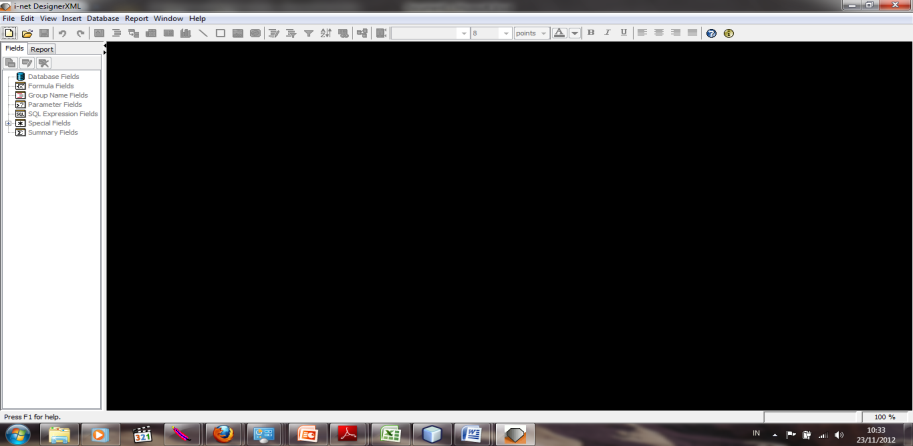 i-net DesignerXML
File Edit View Insert Database Report Window Help
8 points B I U
Fields Report
Database Fields
Formula Fields
Group Name Fields
Parameter Fields
SQL Expression Fields
Special Fields
Summary Fields
Press F1 for help.
100 %
321
IN
10:33
23/11/2012